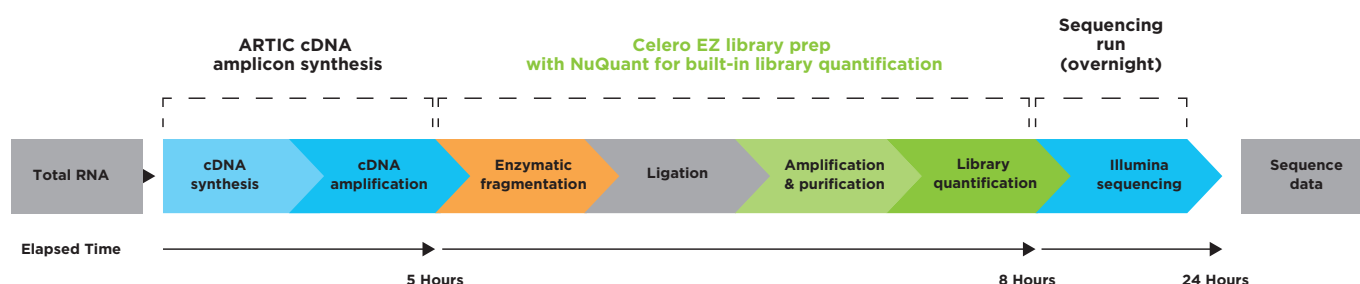 ARTIC cDNA
amplicon synthesis
Celero EZ library prep
with NuQuant for built-in library quantification
Sequencing
run
(overnight)
Total RNA
cDNA
synthesis
cDNA
amplification
Enzymatic
fragmentation
Ligation
Amplification
& purification
Library
quantification
Illumina
sequencing
Sequence
data
Elapsed Time
5 Hours
8 Hours
24 Hours